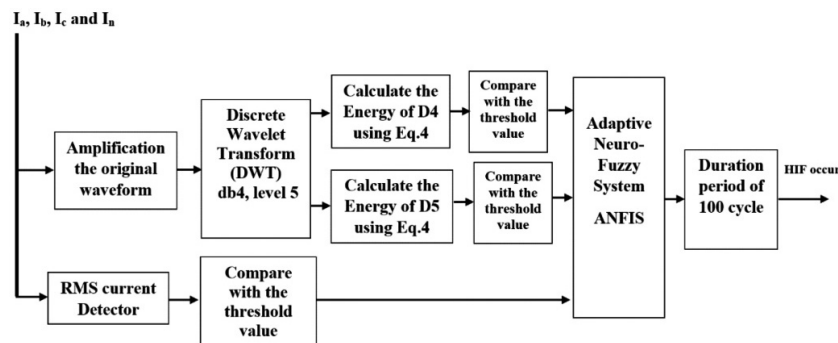 Ia, Ib, Ic and In
Amplification
the original
waveform
Discrete
Wavelet
Transform
(DWT)
db4, level 5
Calculate the
Energy of D4
using Eq.4
Compare
with the
threshold
value
Calculate the
Energy of D5
using Eq.4
Compare
with the
threshold
value
Adaptive
Neuro-
Fuzzy
System
ANFIS
Duration
period of
100 cycle
HIF occur
RMS current
Detector
Compare
with the
threshold
value